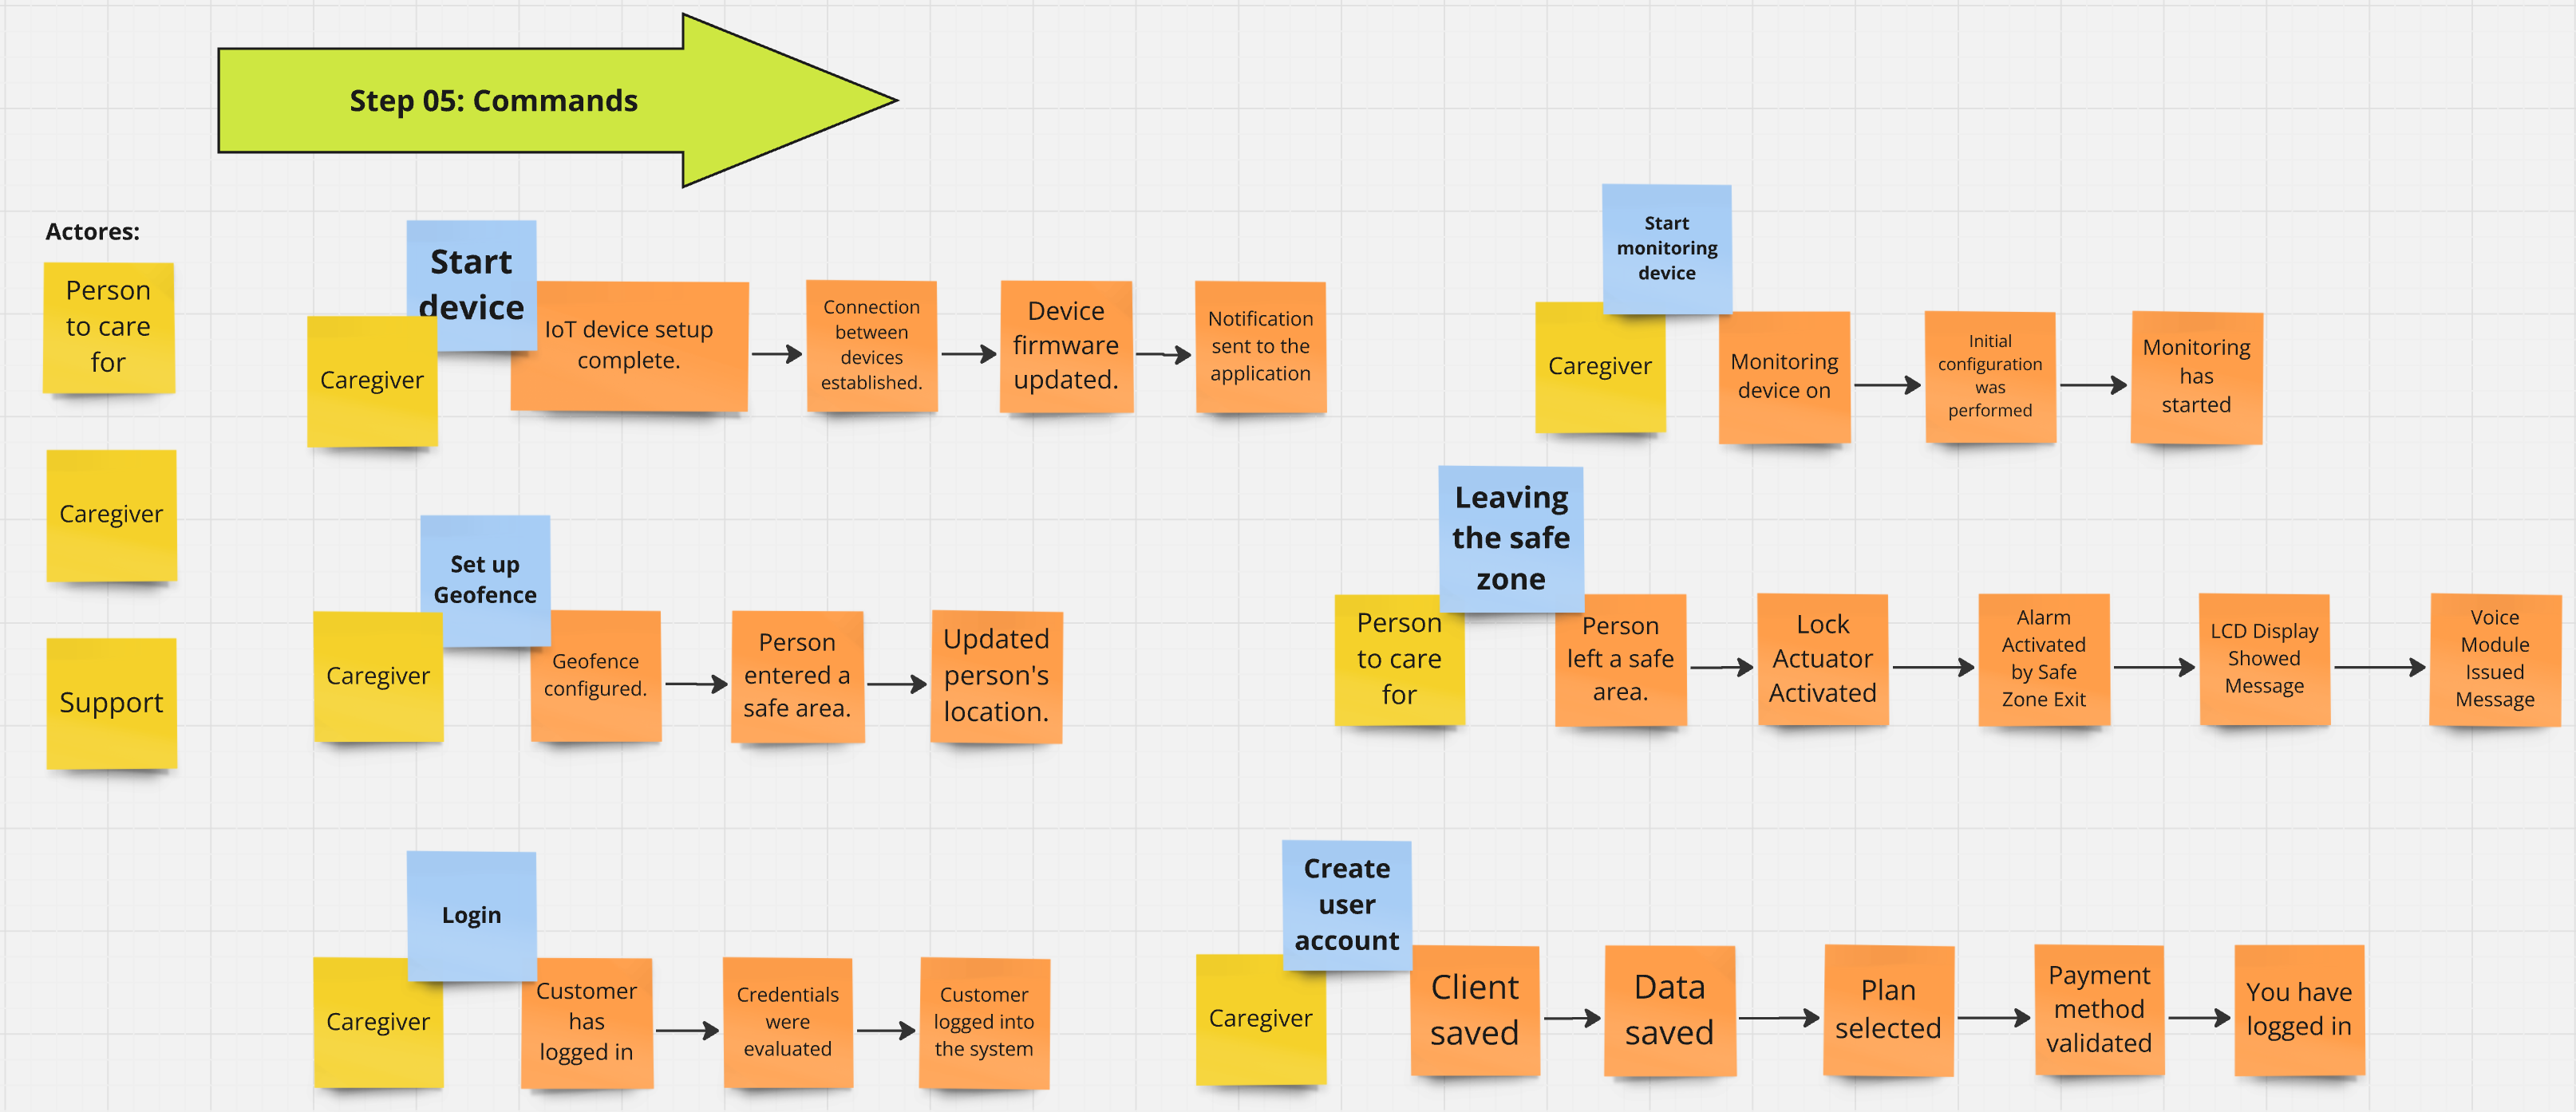 Step 05: Commands
Actores:
Person
to care
for
Caregiver
Support
Start
device
Caregiver
IoT device setup
complete.
Connection
between
devices
established.
Device
firmware
updated.
Notification
sent to the
application
Start
monitoring
device
Caregiver
Monitoring
device on
Initial
configuration
was
performed
Monitoring
has
started
Set up
Geofence
Caregiver
Geofence
configured.
Person
entered a
safe area.
Updated
person's
location.
Leaving
the safe
zone
Person
to care
for
Person
left a safe
area.
Lock
Actuator
Activated
Alarm
Activated
by Safe
Zone Exit
LCD Display
Showed
Message
Voice
Module
Issued
Message
Login
Caregiver
Customer
has
logged in
Credentials
were
evaluated
Customer
logged into
the system
Create
user
account
Caregiver
Client
saved
Data
saved
Plan
selected
Payment
method
validated
You have
logged in